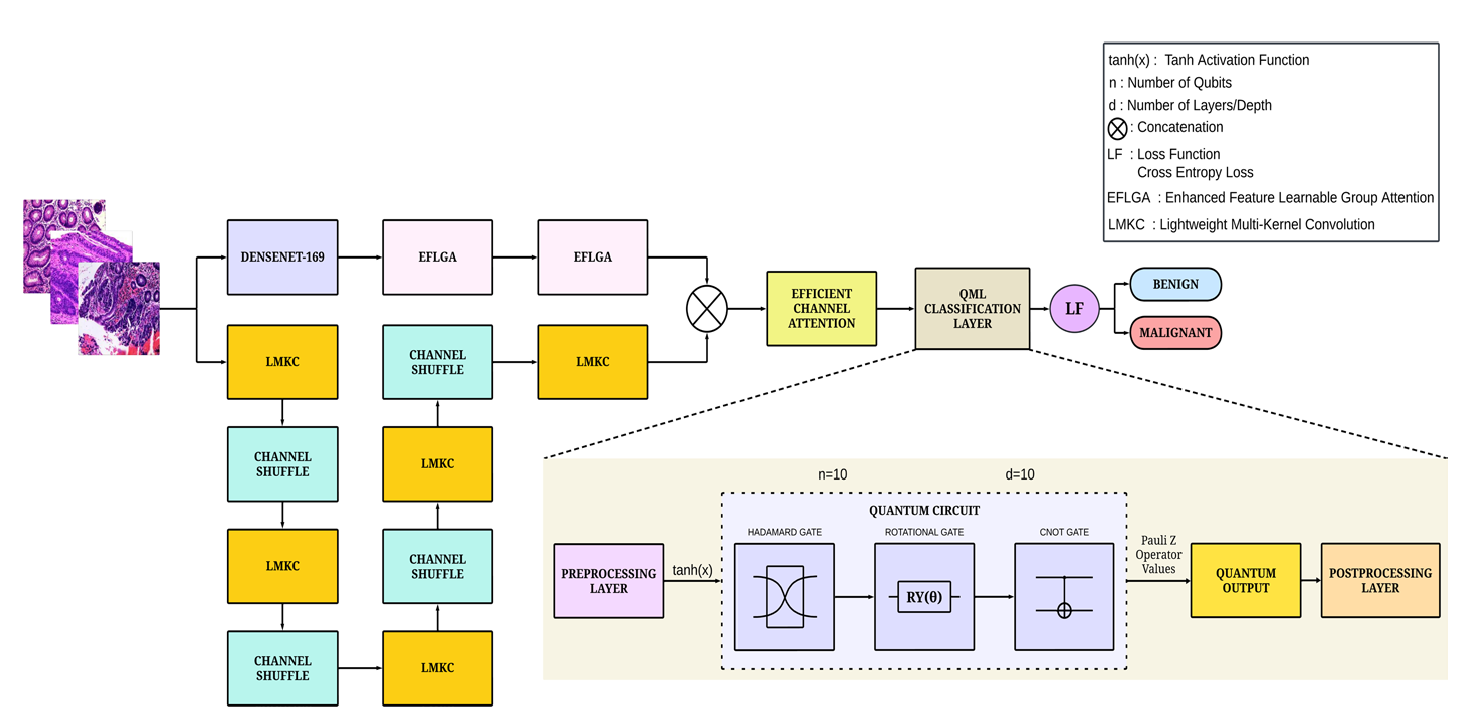 tanh(x) : Tanh Activation Function
n : Number of Qubits
d : Number of Layers/Depth
: Concatenation
LF : Loss Function
Cross Entropy Loss
EFLGA : Enhanced Feature Learnable Group Attention
LMKC : Lightweight Multi-Kernel Convolution
DENSENET-169
EFLGA
EFLGA
EFFICIENT
CHANNEL
ATTENTION
QML
CLASSIFICATION
LAYER
LF
BENIGN
MALIGNANT
LMKC
CHANNEL
SHUFFLE
LMKC
CHANNEL
SHUFFLE
LMKC
LMKC
CHANNEL
SHUFFLE
CHANNEL
SHUFFLE
LMKC
n=10
d=10
QUANTUM CIRCUIT
HADAMARD GATE
ROTATIONAL GATE
CNOT GATE
PREPROCESSING
LAYER
tanh(x)
RY(θ)
Pauli Z
Operator
Values
QUANTUM
OUTPUT
POSTPROCESSING
LAYER